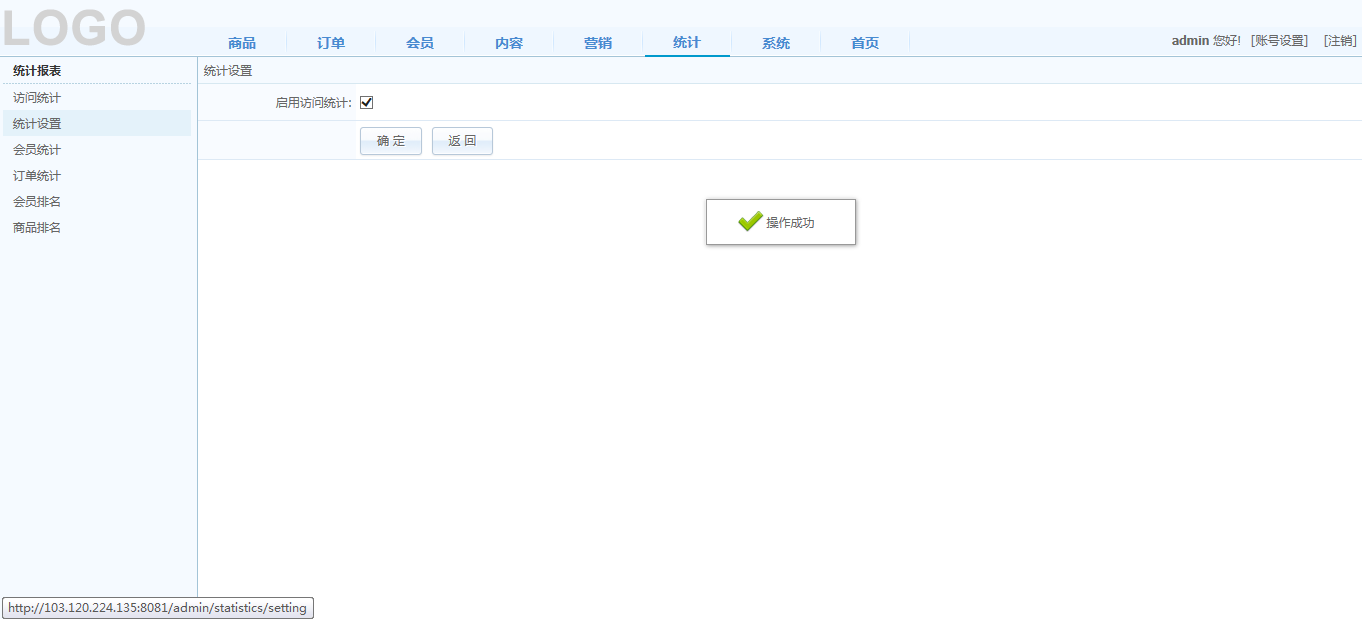 LOGO
商品 订单 会员 内容 营销 统计 系统 首页
admin 您好! [账号设置] [注销]
统计报表
访问统计
统计设置
会员统计
订单统计
会员排名
商品排名
统计设置
启用访问统计:
确 定 返 回
操作成功
http://103.120.224.135:8081/admin/statistics/setting